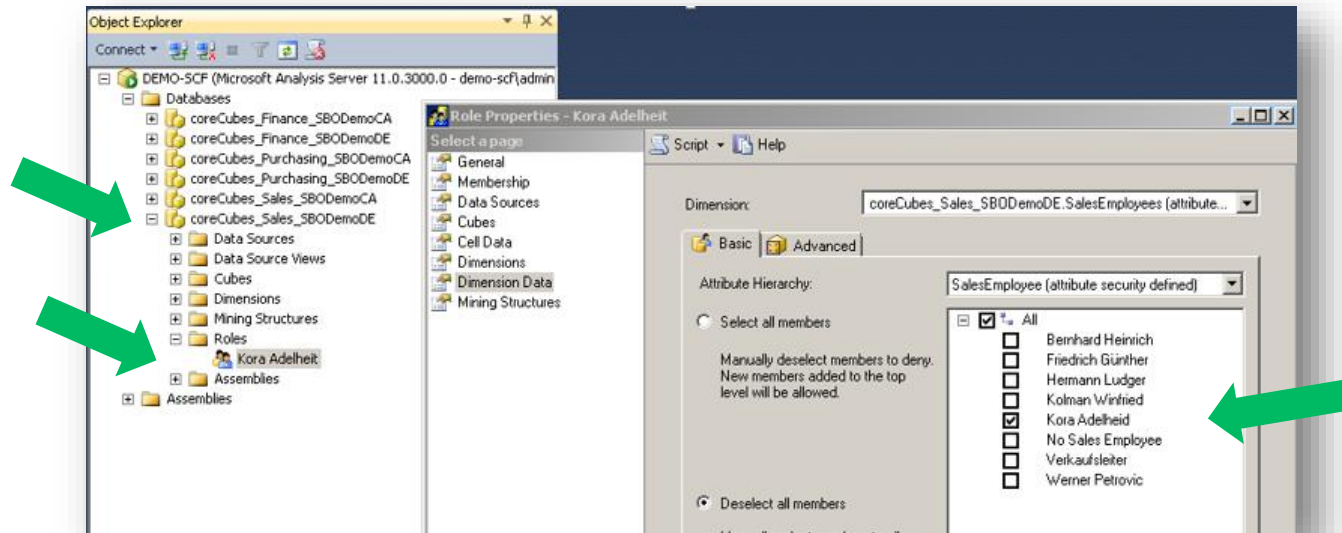 Object Explorer
Connect
DEMO-SCF (Microsoft Analysis Server 11.0.3000.0 - demo-scf\admin
Databases
coreCubes_Finance_SBODemoCA
coreCubes_Finance_SBODemoDE
coreCubes_Purchasing_SBODemoCA
coreCubes_Purchasing_SBODemoDE
coreCubes_Sales_SBODemoCA
coreCubes_Sales_SBODemoDE
Data Sources
Data Source Views
Cubes
Dimensions
Mining Structures
Roles
Kora Adelheit
Assemblies
Assemblies
Role Properties - Kora Adelheit
Select a page
General
Membership
Data Sources
Cubes
Cell Data
Dimensions
Dimension Data
Mining Structures
Script
Help
Dimension:
coreCubes_Sales_SBODemoDE.SalesEmployees (attribute...
Basic
Advanced
Attribute Hierarchy:
SalesEmployee (attribute security defined)
Select all members
Manually deselect members to deny.
New members added to the top
level will be allowed.
Deselect all members
All
Bernhard Heinrich
Friedrich Günther
Hermann Ludger
Kolman Winfried
Kora Adelheid
No Sales Employee
Verkaufsleiter
Werner Petrovic